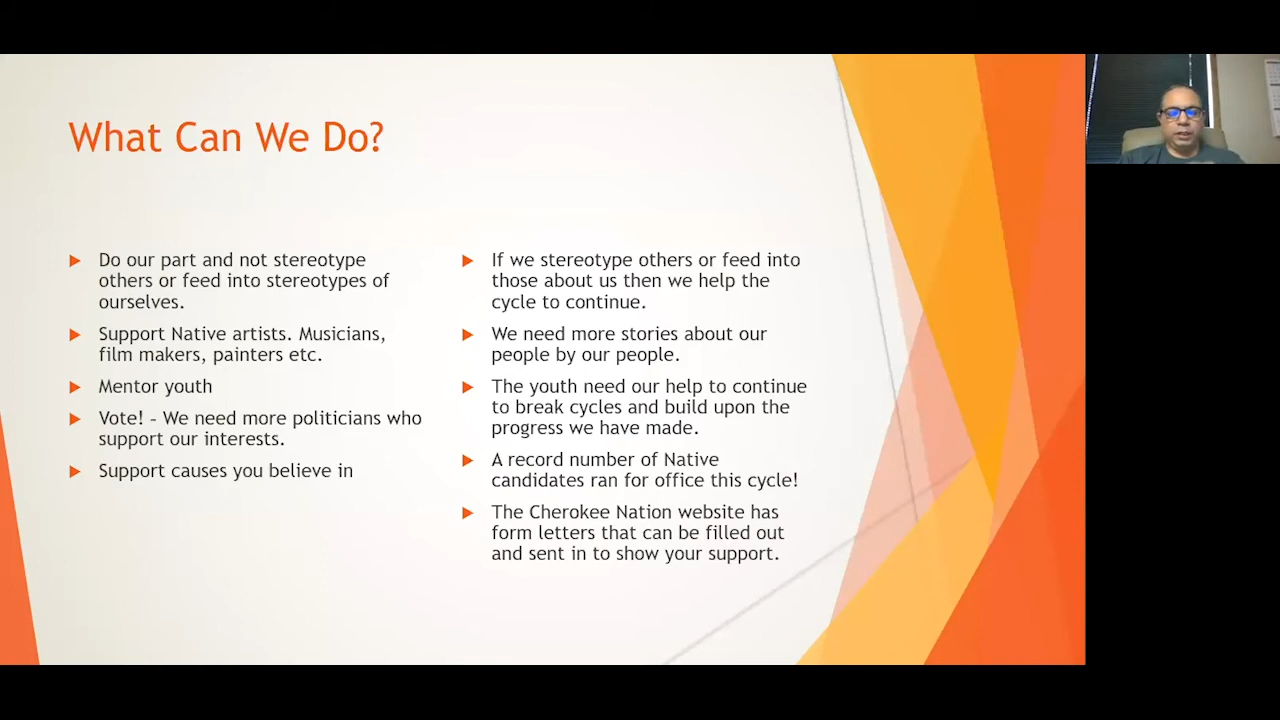 What Can We Do?
Do our part and not stereotype
others or feed into stereotypes of
ourselves.
Support Native artists. Musicians,
film makers, painters etc.
Mentor youth
Vote! - We need more politicians who
support our interests.
Support causes you believe in
If we stereotype others or feed into
those about us then we help the
cycle to continue.
We need more stories about our
people by our people.
The youth need our help to continue
to break cycles and build upon the
progress we have made.
A record number of Native
candidates ran for office this cycle!
The Cherokee Nation website has
form letters that can be filled out
and sent in to show your support.